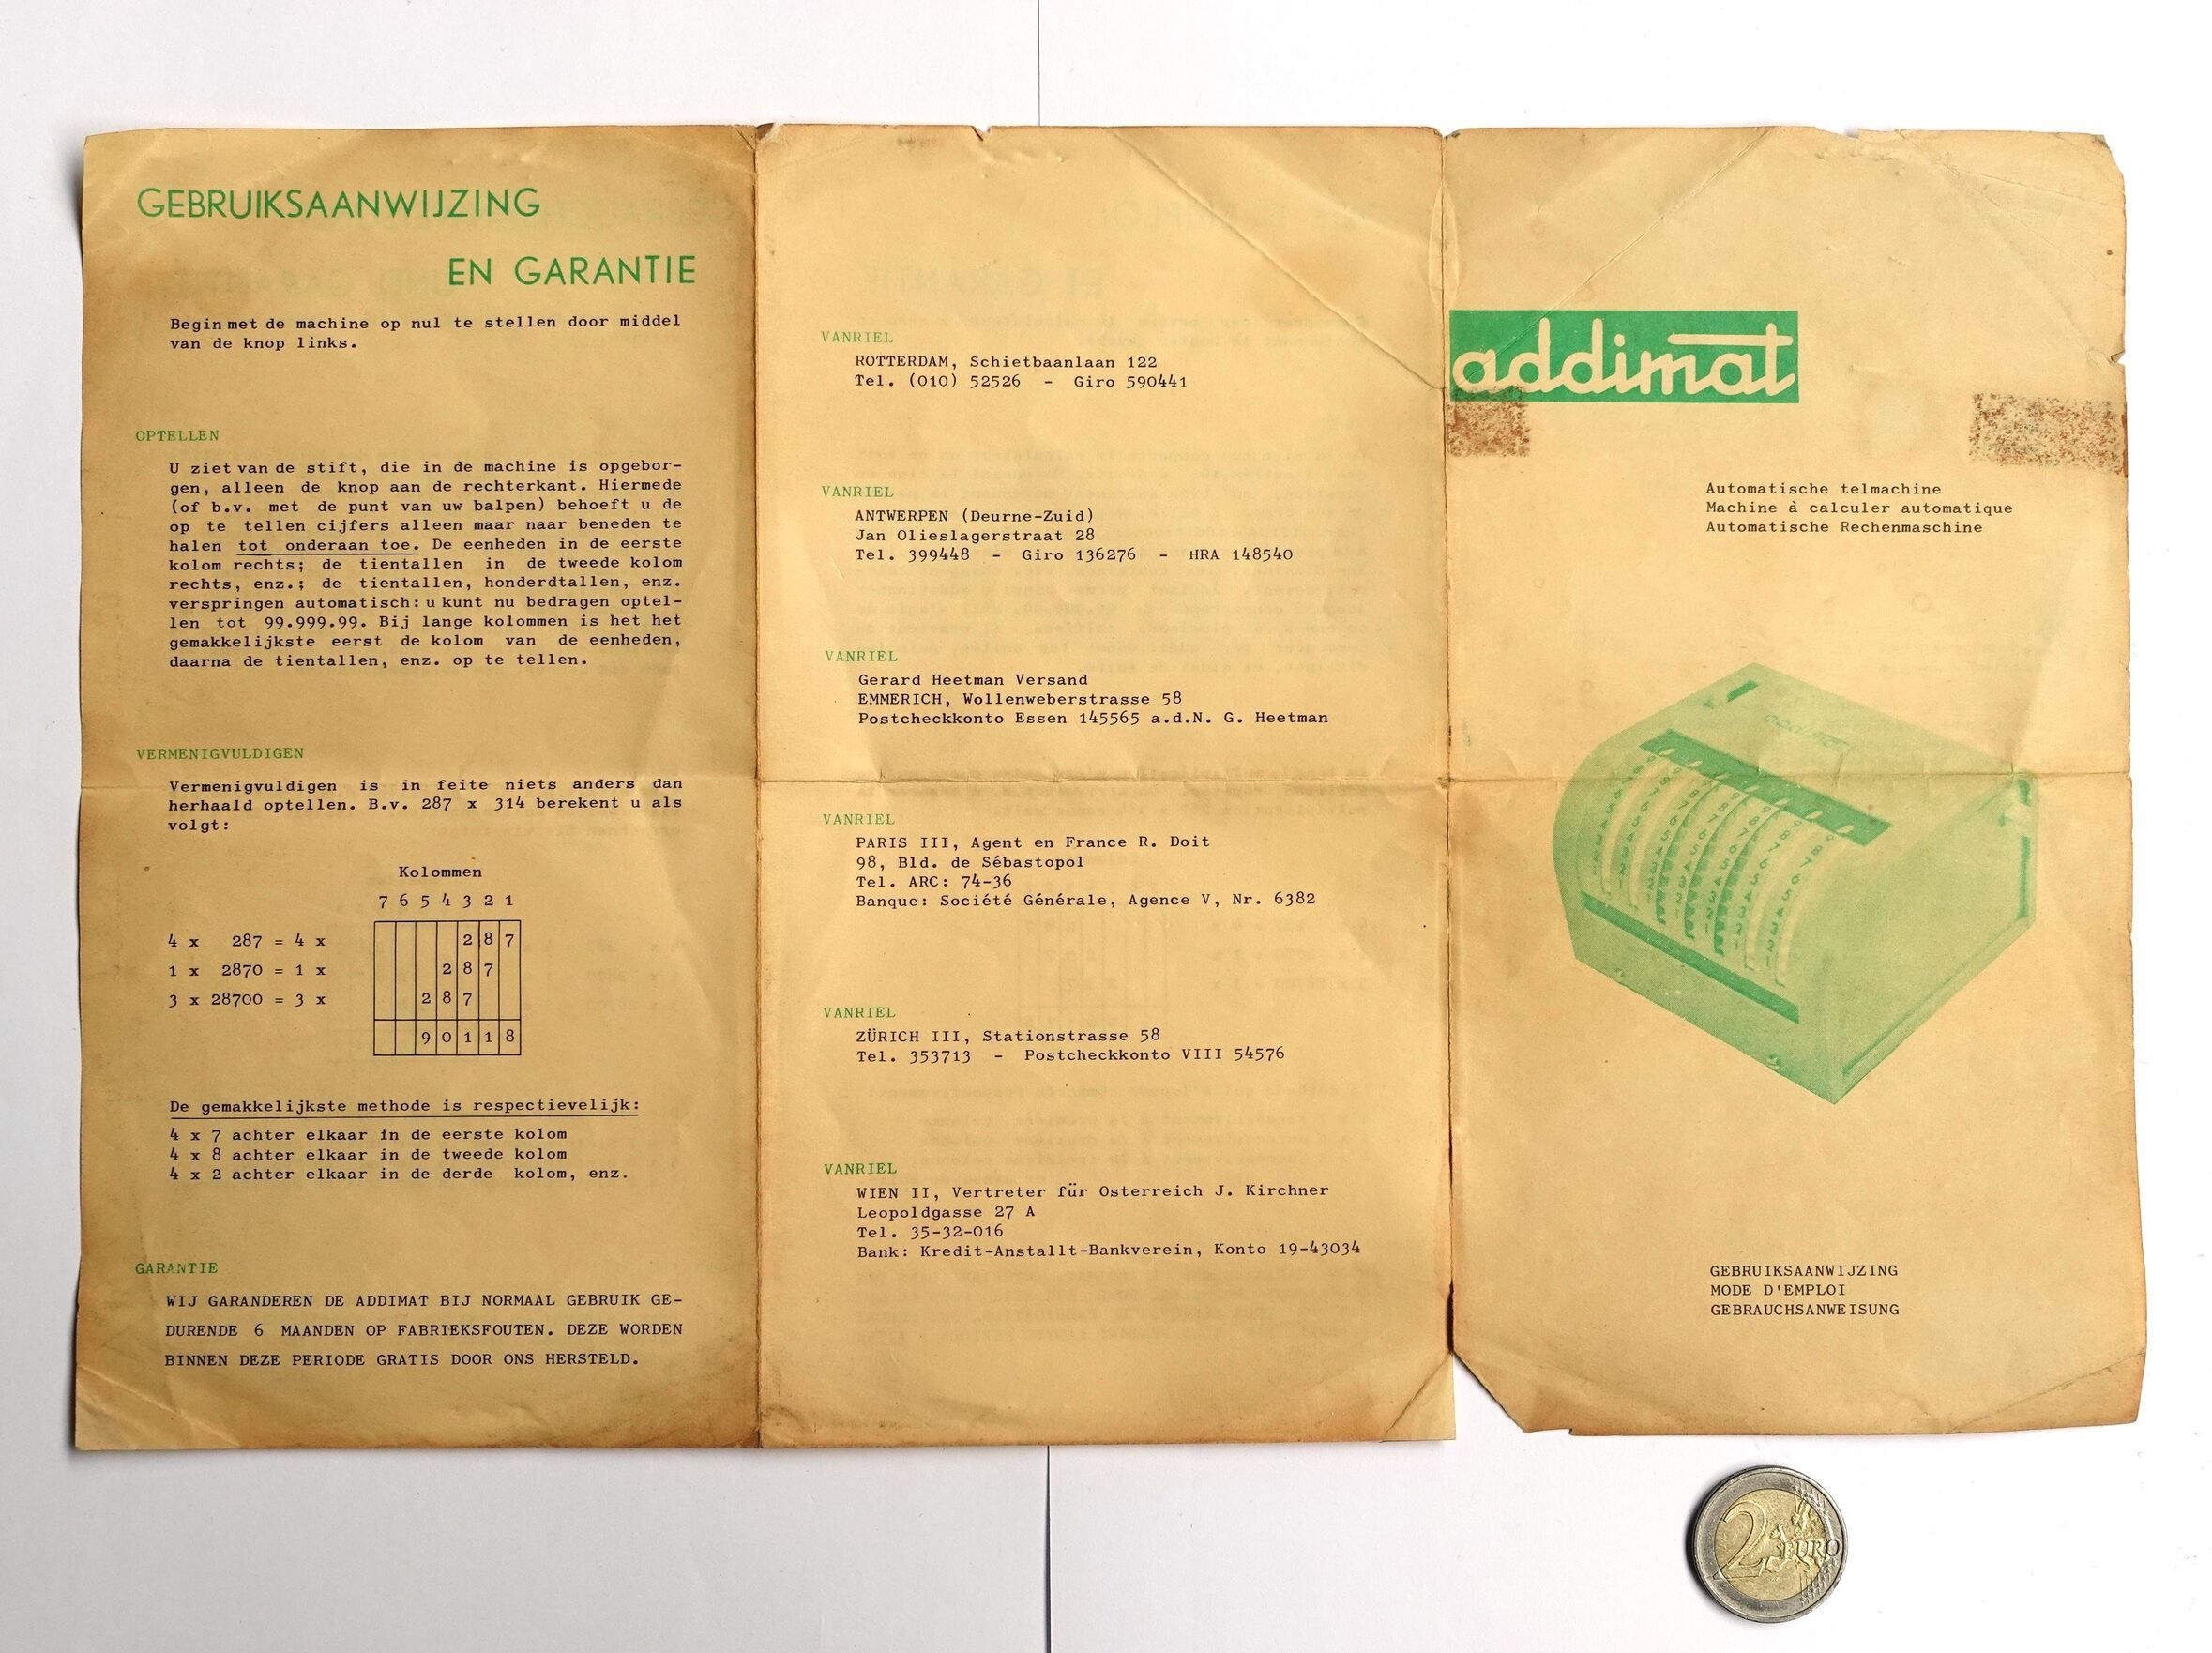 GEBRUIKSAANWIJZING
EN GARANTIE
Begin met de machine op nul te stellen door middel
van de knop links.
OPTELLEN
U ziet van de stift, die in de machine is opgebor-
gen, alleen de knop aan de rechterkant. Hiermede
(of b.v. met de punt van uw balpen) behoeft u de
op te tellen cijfers alleen maar naar beneden te
halen tot onderaan toe. De eenheden in de eerste
kolom rechts; de tientallen in de tweede kolom
rechts, enz.; de tientallen, honderdtallen, enz.
verspringen automatisch: u kunt nu bedragen optel-
len tot 99.999.99. Bij lange kolommen is het het
gemakkelijkste eerst de kolom van de eenheden,
daarna de tientallen, enz. op te tellen.
VERMENIGVULDIGEN
Vermenigvuldigen is in feite niets anders dan
herhaald optellen. B.v. 287 x 314 berekent u als
volgt:
Kolommen
7 6 5 4 3 2 1
4 x 287 = 4 x 2 8 7
1 x 2870 = 1 x 2 8 7
3 x 28700 = 3 x 2 8 7
9 0 1 1 8
De gemakkelijkste methode is respectievelijk:
4 x 7 achter elkaar in de eerste kolom
4 x 8 achter elkaar in de tweede kolom
4 x 2 achter elkaar in de derde kolom, enz.
GARANTIE
WIJ GARANDEREN DE ADDIMAT BIJ NORMAAL GEBRUIK GE-
DURENDE 6 MAANDEN OP FABRIEKSFOUTEN. DEZE WORDEN
BINNEN DEZE PERIODE GRATIS DOOR ONS HERSTELD.
VANRIEL
ROTTERDAM, Schietbaanlaan 122
Tel. (010) 52526 - Giro 590441
VANRIEL
ANTWERPEN (Deurne-Zuid)
Jan Olieslagerstraat 28
Tel. 399448 - Giro 136276 - HRA 148540
VANRIEL
Gerard Heetman Versand
EMMERICH, Wollenweberstrasse 58
Postcheckkonto Essen 145565 a.d.N. G. Heetman
VANRIEL
PARIS III, Agent en France R. Doit
98, Bld. de Sébastopol
Tel. ARC: 74-36
Banque: Société Générale, Agence V, Nr. 6382
VANRIEL
ZÜRICH III, Stationstrasse 58
Tel. 353713 - Postcheckkonto VIII 54576
VANRIEL
WIEN II, Vertreter für Osterreich J. Kirchner
Leopoldgasse 27 A
Tel. 35-32-016
Bank: Kredit-Anstallt-Bankverein, Konto 19-43034
addimat
Automatische telmachine
Machine à calculer automatique
Automatische Rechenmaschine
GEBRUIKSAANWIJZING
MODE D'EMPLOI
GEBRAUCHSANWEISUNG
2 EURO